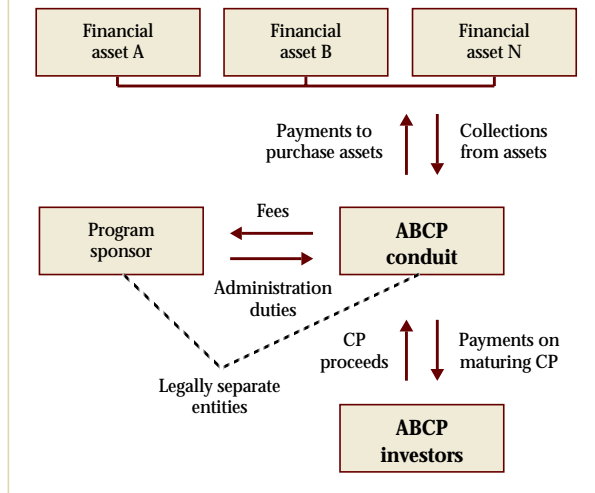 Financial
asset A
Financial
asset B
Financial
asset N
Payments to
purchase assets
Collections
from assets
Program
sponsor
Fees
Administration
duties
ABCP
conduit
Legally separate
entities
CP
proceeds
Payments on
maturing CP
ABCP
investors